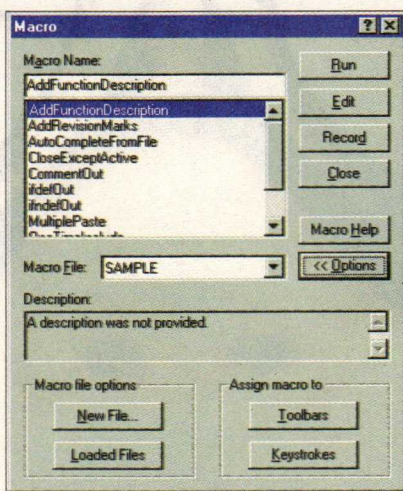 Macro
Macro Name:
AddFunctionDescription
AddFunctionDescription
AddRevisionMarks
AutoCompleteFromFile
CloseExceptActive
CommentOut
ifdefOut
ifndefOut
MultiplePaste
OneTimeInclude
Run
Edit
Record
Close
Macro Help
Macro File: SAMPLE
<< Options
Description:
A description was not provided.
Macro file options
New File...
Loaded Files
Assign macro to
Toolbars
Keystrokes